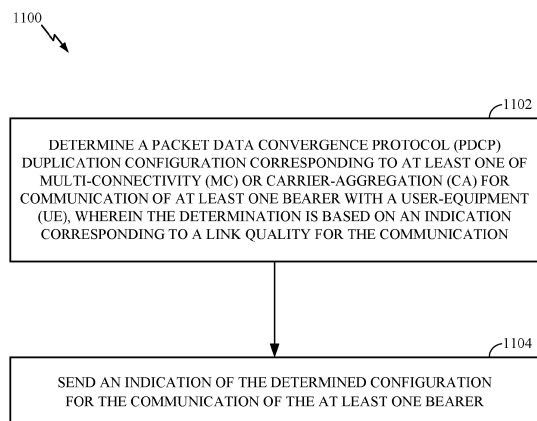 1100
1102
DETERMINE A PACKET DATA CONVERGENCE PROTOCOL (PDCP)
DUPLICATION CONFIGURATION CORRESPONDING TO AT LEAST ONE OF
MULTI-CONNECTIVITY (MC) OR CARRIER-AGGREGATION (CA) FOR
COMMUNICATION OF AT LEAST ONE BEARER WITH A USER-EQUIPMENT
(UE), WHEREIN THE DETERMINATION IS BASED ON AN INDICATION
CORRESPONDING TO A LINK QUALITY FOR THE COMMUNICATION
1104
SEND AN INDICATION OF THE DETERMINED CONFIGURATION
FOR THE COMMUNICATION OF THE AT LEAST ONE BEARER